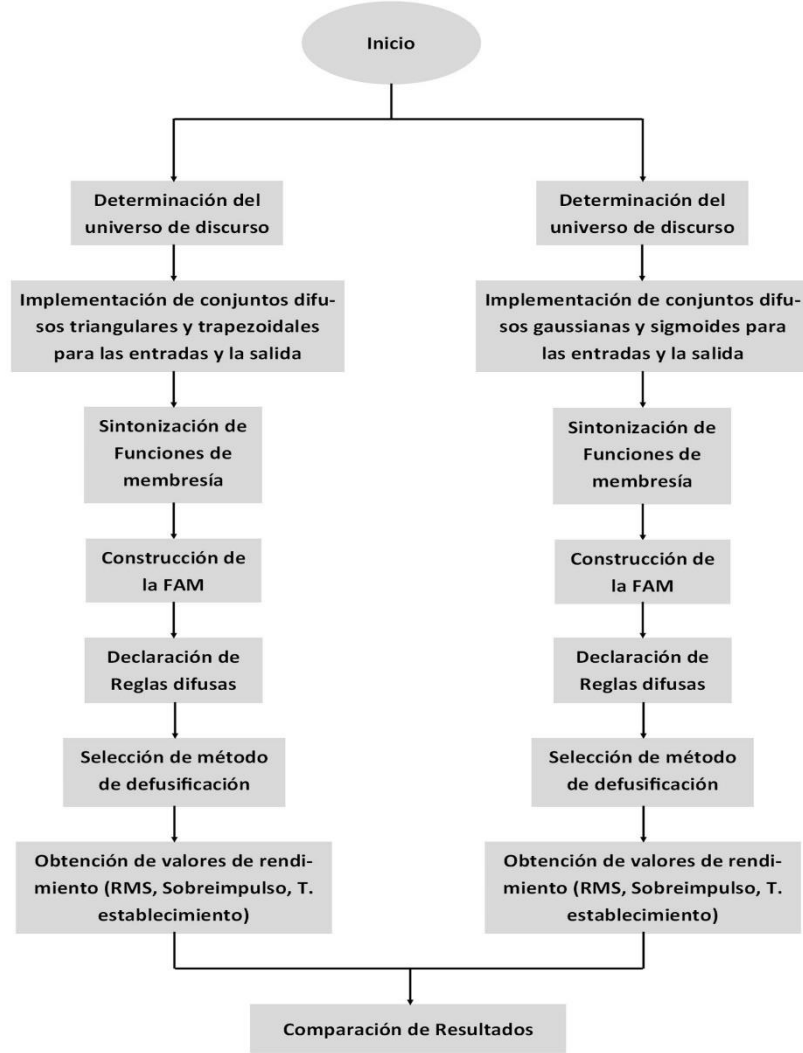 Inicio
Determinación del
universo de discurso
Implementación de conjuntos difu-
sos triangulares y trapezoidales
para las entradas y la salida
Sintonización de
Funciones de
membresía
Construcción de
la FAM
Declaración de
Reglas difusas
Selección de método
de defusificación
Obtención de valores de rendi-
miento (RMS, Sobreimpulso, T.
establecimiento)
Determinación del
universo de discurso
Implementación de conjuntos difu-
sos gaussianas y sigmoides para
las entradas y la salida
Sintonización de
Funciones de
membresía
Construcción de
la FAM
Declaración de
Reglas difusas
Selección de método
de defusificación
Obtención de valores de rendi-
miento (RMS, Sobreimpulso, T.
establecimiento)
Comparación de Resultados